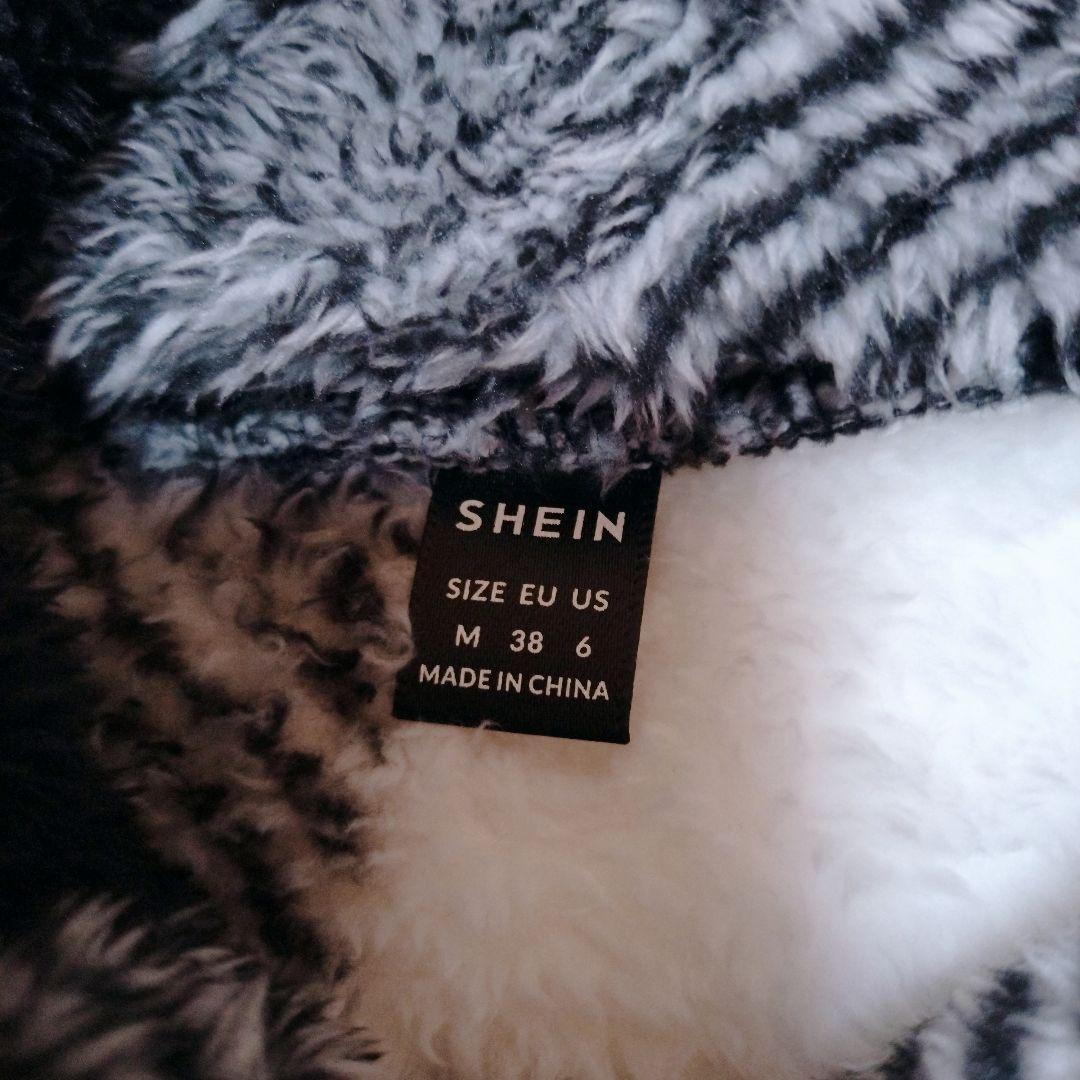 SHEIN
SIZE EU US
M 38 6
MADE IN CHINA